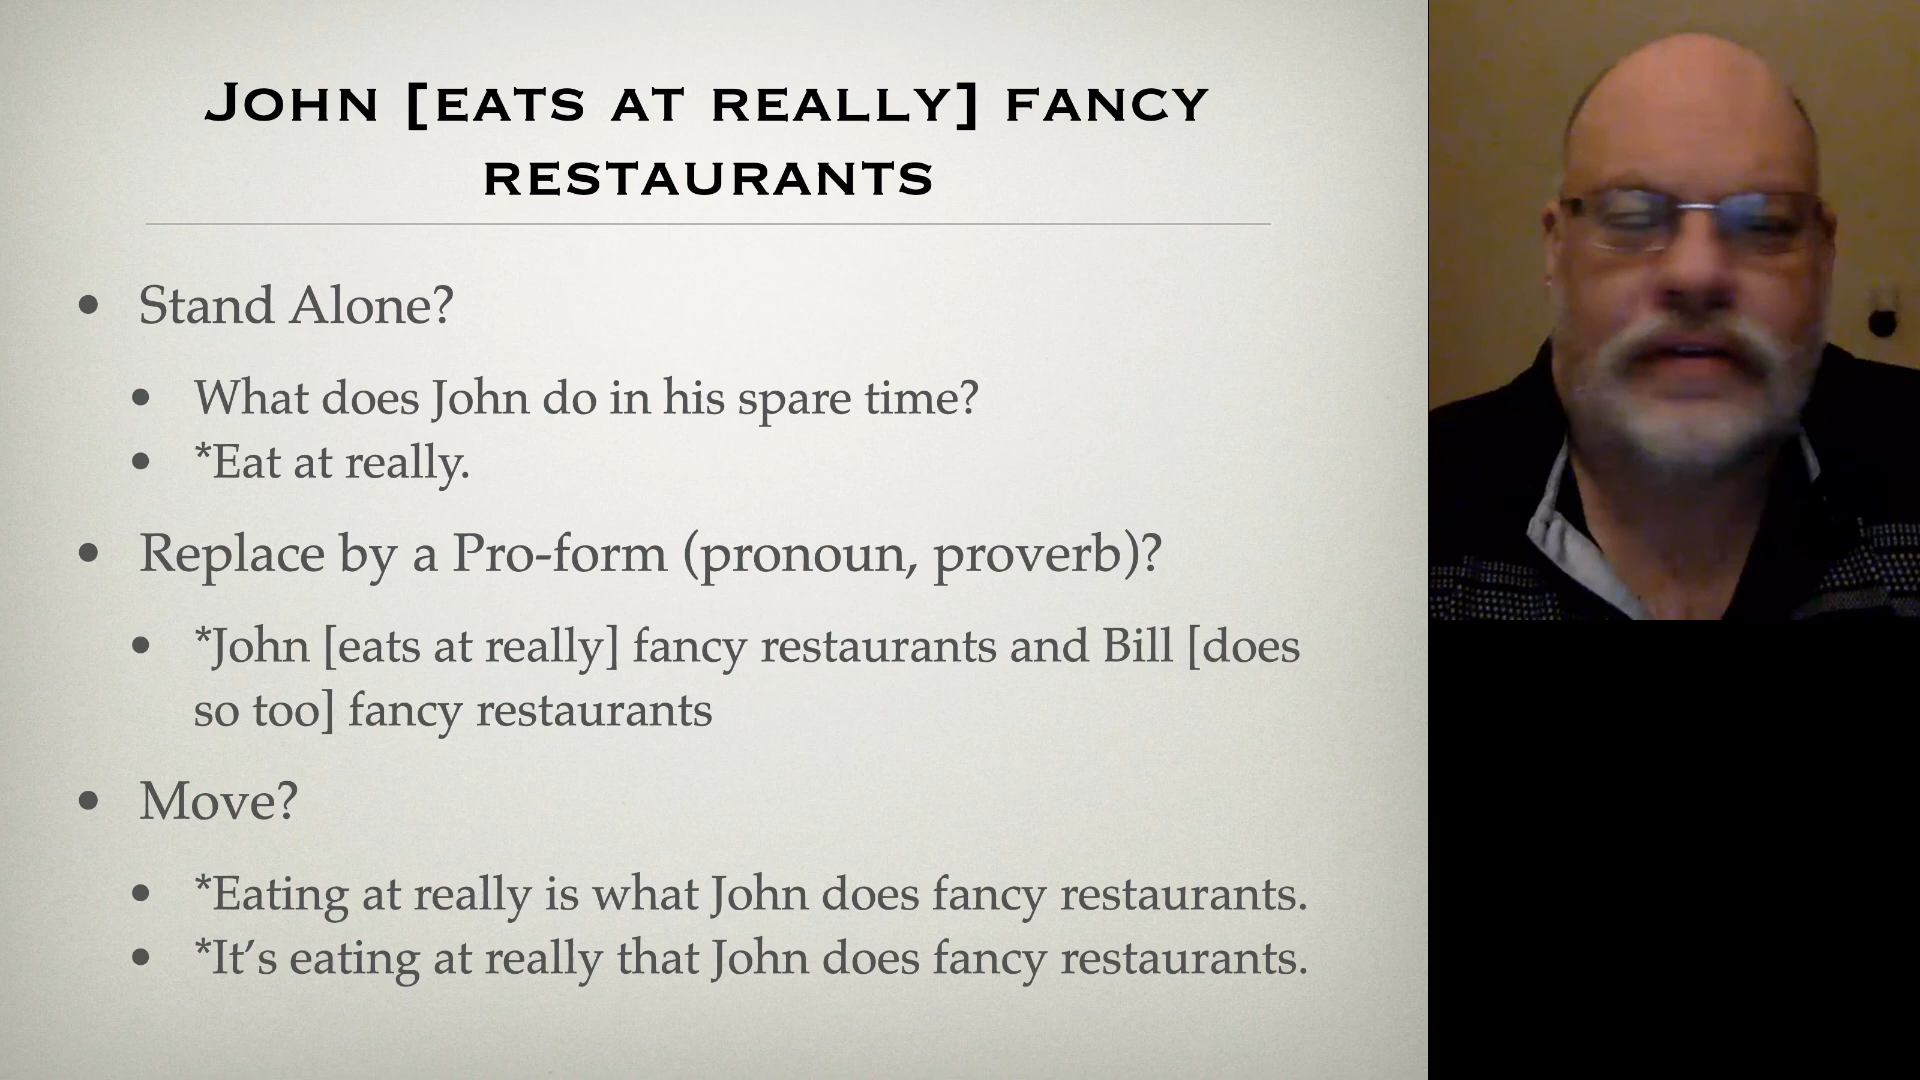 JOHN [EATS AT REALLY] FANCY
RESTAURANTS
• Stand Alone?
• What does John do in his spare time?
• *Eat at really.
• Replace by a Pro-form (pronoun, proverb)?
• *John [eats at really] fancy restaurants and Bill [does
so too] fancy restaurants
• Move?
• *Eating at really is what John does fancy restaurants.
• *It’s eating at really that John does fancy restaurants.